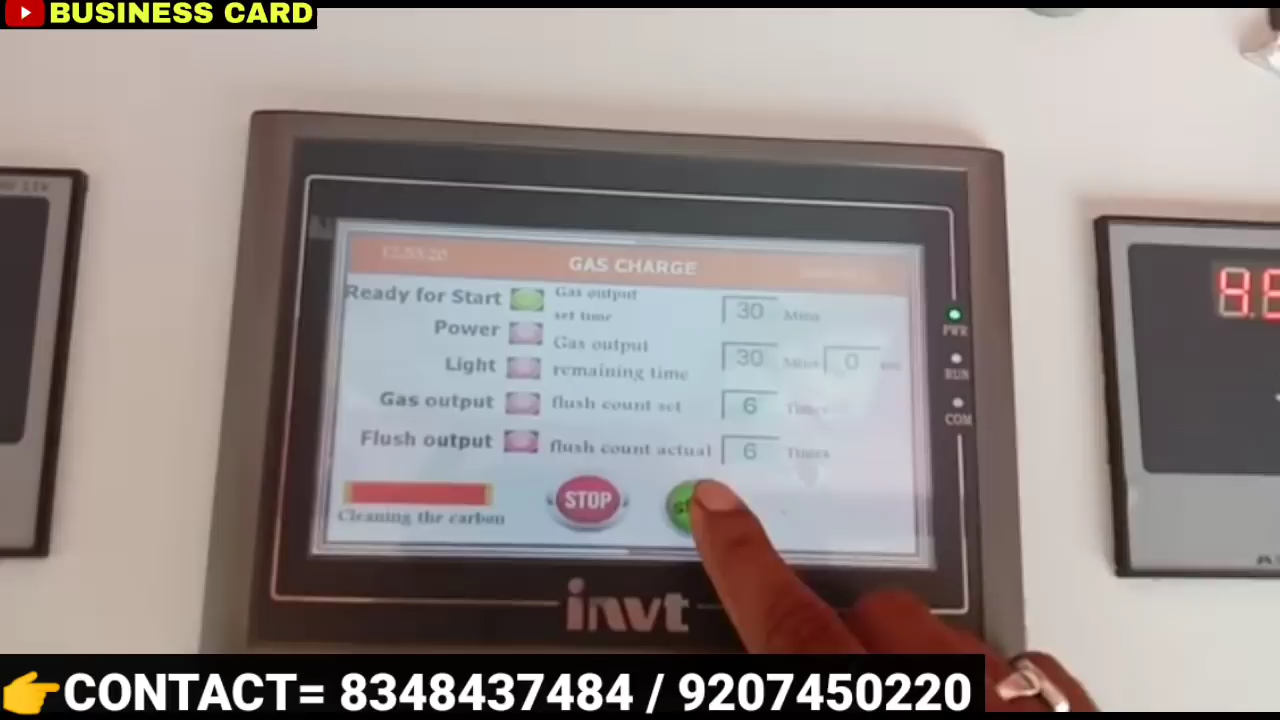 BUSINESS CARD
GAS CHARGE
Ready for Start
Gas output
set time
30
Mins
Power
Gas output
Light
remaining time
30
Mins
0
Gas output
flush count set
6
Times
Flush output
flush count actual
6
Times
Cleaning the carbon
STOP
PWR
RUN
COM
invt
CONTACT= 8348437484 / 9207450220